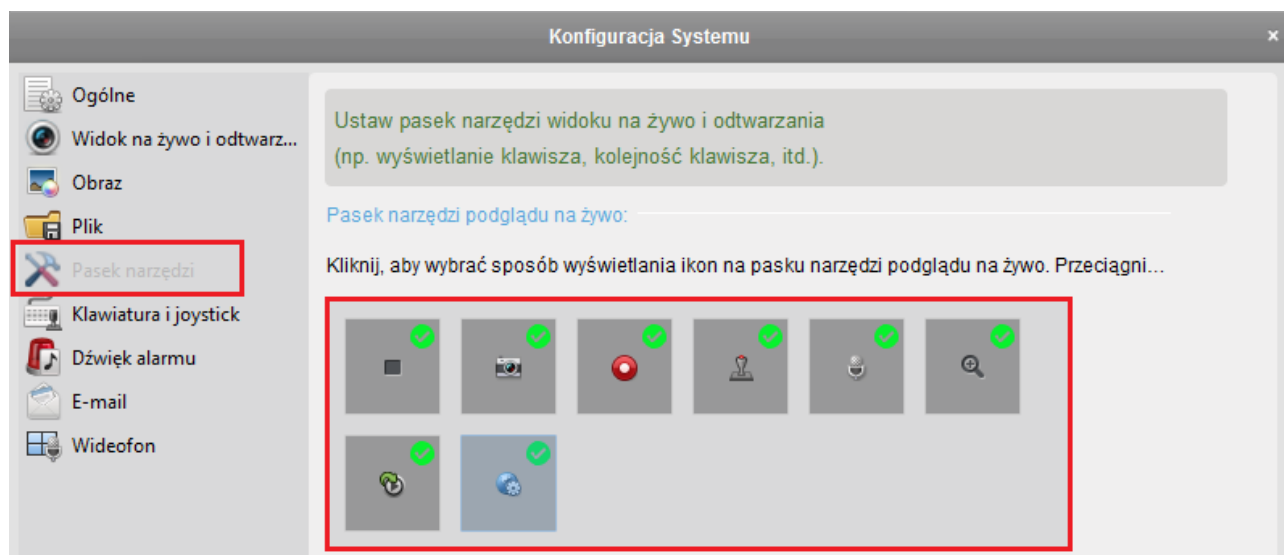 Konfiguracja Systemu
Ogólne
Widok na żywo i odtwarz...
Obraz
Plik
Pasek narzędzi
Klawiatura i joystick
Dźwięk alarmu
E-mail
Wideofon
Ustaw pasek narzędzi widoku na żywo i odtwarzania
(np. wyświetlanie klawisza, kolejność klawisza, itd.).
Pasek narzędzi podglądu na żywo:
Kliknij, aby wybrać sposób wyświetlania ikon na pasku narzędzi podglądu na żywo. Przeciągni...